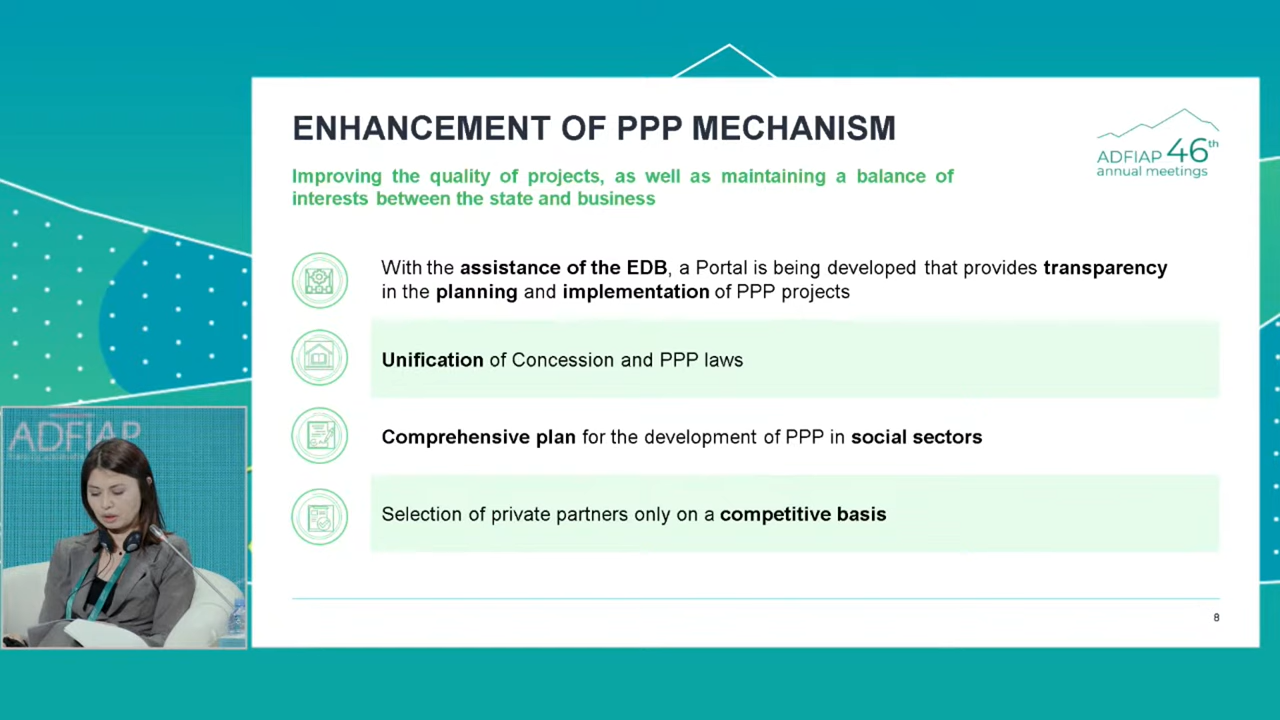 ENHANCEMENT OF PPP MECHANISM
Improving the quality of projects, as well as maintaining a balance of
interests between the state and business
ADFIAP 46th
annual meetings
With the assistance of the EDB, a Portal is being developed that provides transparency
in the planning and implementation of PPP projects
Unification of Concession and PPP laws
Comprehensive plan for the development of PPP in social sectors
Selection of private partners only on a competitive basis
8
ADFIAP